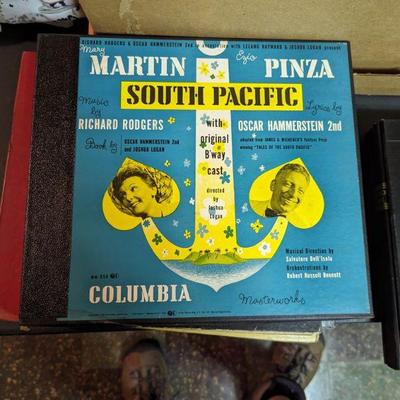 RICHARD RODGERS & OSCAR HAMMERSTEIN 2nd in association with LELAND HAYWARD & JOSHUA LOGAN present
Mary Ezio
MARTIN PINZA
SOUTH PACIFIC
Music by
RICHARD RODGERS
Lyrics by
OSCAR HAMMERSTEIN 2nd
Book by
OSCAR HAMMERSTEIN 2nd
and JOSHUA LOGAN
adapted from JAMES A. MICHENER'S Pulitzer Prize
winning "TALES OF THE SOUTH PACIFIC"
with
original
B'way
cast
directed
by
Joshua
Logan
Musical Direction by
Salvatore Dell'Isola
Orchestrations by
Robert Russell Bennett
COLUMBIA
Masterworks